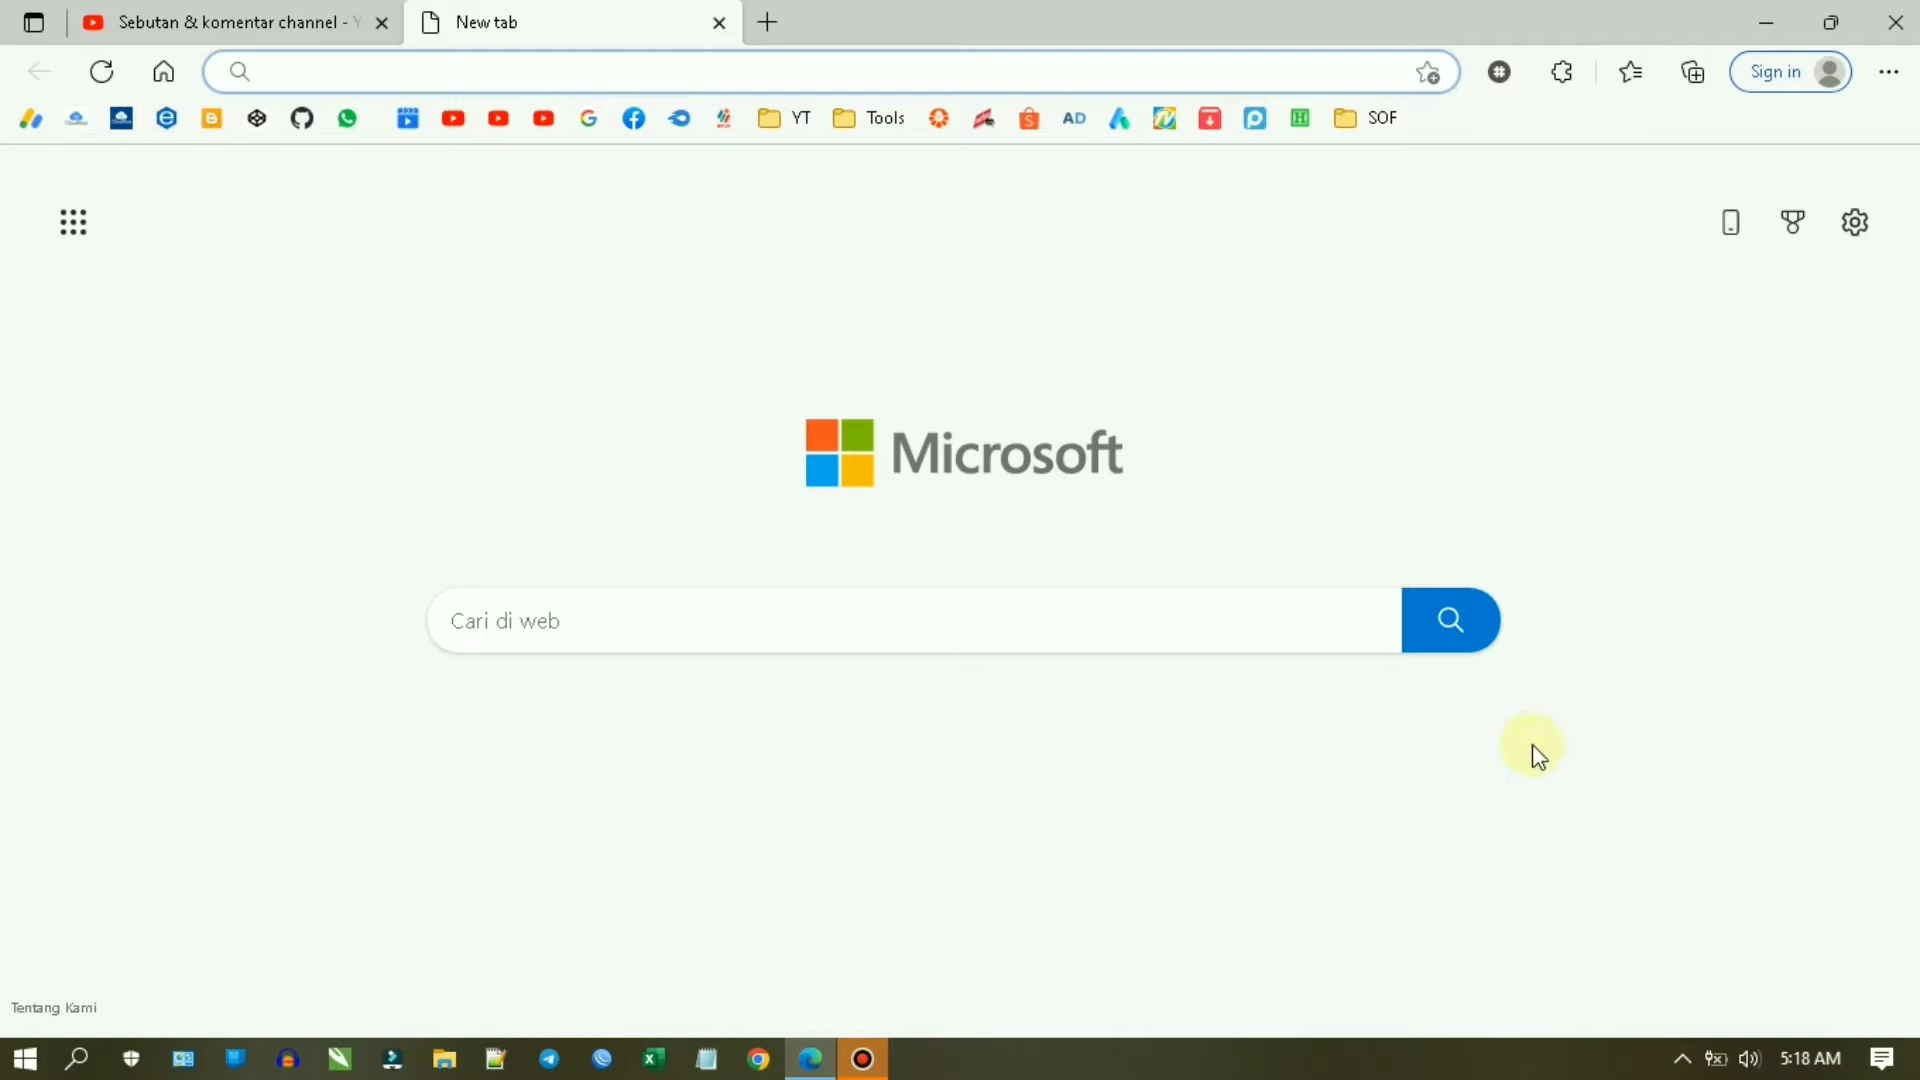 Sebutan & komentar channel - Y
New tab
Sign in
YT
Tools
AD
SOF
Microsoft
Cari di web
Tentang Kami
5:18 AM